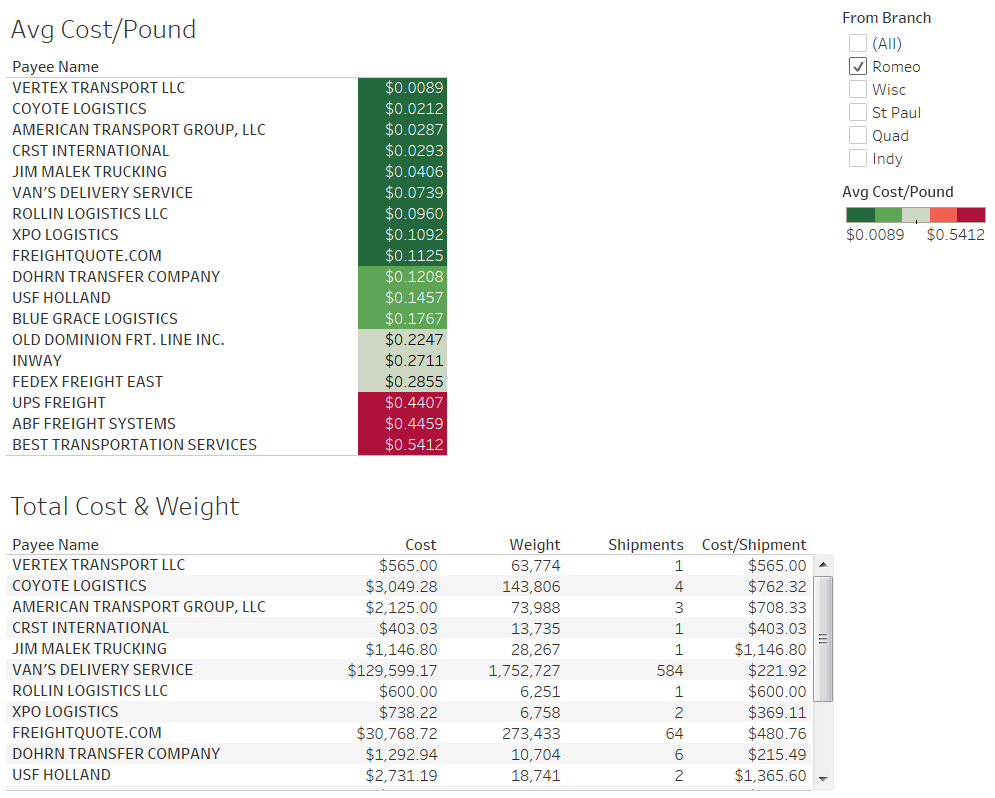 Avg Cost/Pound
Payee Name
VERTEX TRANSPORT LLC $0.0089
COYOTE LOGISTICS $0.0212
AMERICAN TRANSPORT GROUP, LLC $0.0287
CRST INTERNATIONAL $0.0293
JIM MALEK TRUCKING $0.0406
VAN'S DELIVERY SERVICE $0.0739
ROLLIN LOGISTICS LLC $0.0960
XPO LOGISTICS $0.1092
FREIGHTQUOTE.COM $0.1125
DOHRN TRANSFER COMPANY $0.1208
USF HOLLAND $0.1457
BLUE GRACE LOGISTICS $0.1767
OLD DOMINION FRT. LINE INC. $0.2247
INWAY $0.2711
FEDEX FREIGHT EAST $0.2855
UPS FREIGHT $0.4407
ABF FREIGHT SYSTEMS $0.4459
BEST TRANSPORTATION SERVICES $0.5412
From Branch
(All)
Romeo
Wisc
St Paul
Quad
Indy
Avg Cost/Pound
$0.0089 $0.5412
Total Cost & Weight
Payee Name Cost Weight Shipments Cost/Shipment
VERTEX TRANSPORT LLC $565.00 63,774 1 $565.00
COYOTE LOGISTICS $3,049.28 143,806 4 $762.32
AMERICAN TRANSPORT GROUP, LLC $2,125.00 73,988 3 $708.33
CRST INTERNATIONAL $403.03 13,735 1 $403.03
JIM MALEK TRUCKING $1,146.80 28,267 1 $1,146.80
VAN'S DELIVERY SERVICE $129,599.17 1,752,727 584 $221.92
ROLLIN LOGISTICS LLC $600.00 6,251 1 $600.00
XPO LOGISTICS $738.22 6,758 2 $369.11
FREIGHTQUOTE.COM $30,768.72 273,433 64 $480.76
DOHRN TRANSFER COMPANY $1,292.94 10,704 6 $215.49
USF HOLLAND $2,731.19 18,741 2 $1,365.60